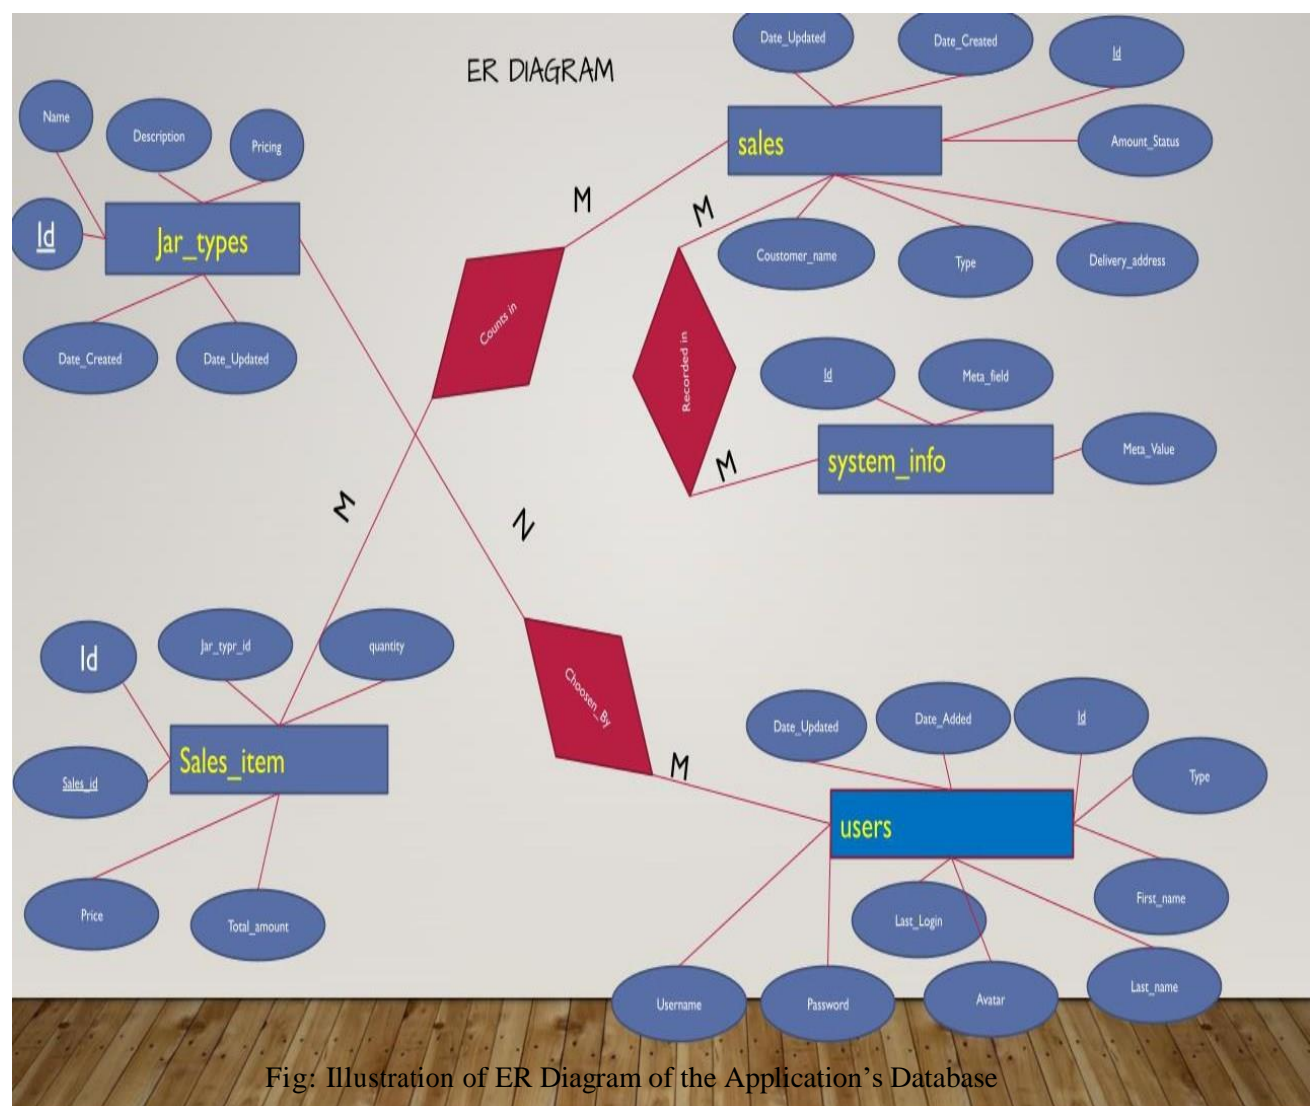 ER DIAGRAM
Date_Updated
Date_Created
Id
Amount_Status
sales
Coustomer_name
Type
Delivery_address
Name
Description
Pricing
Id
Jar_types
Date_Created
Date_Updated
M
Counts in
M
M
Recorded in
M
Id
Meta_field
Meta_Value
system_info
N
Choosen_By
M
Id
Jar_typr_id
quantity
Sales_item
Sales_id
Price
Total_amount
Date_Updated
Date_Added
Id
Type
users
First_name
Last_Login
Last_name
Username
Password
Avatar
Fig: Illustration of ER Diagram of the Application’s Database